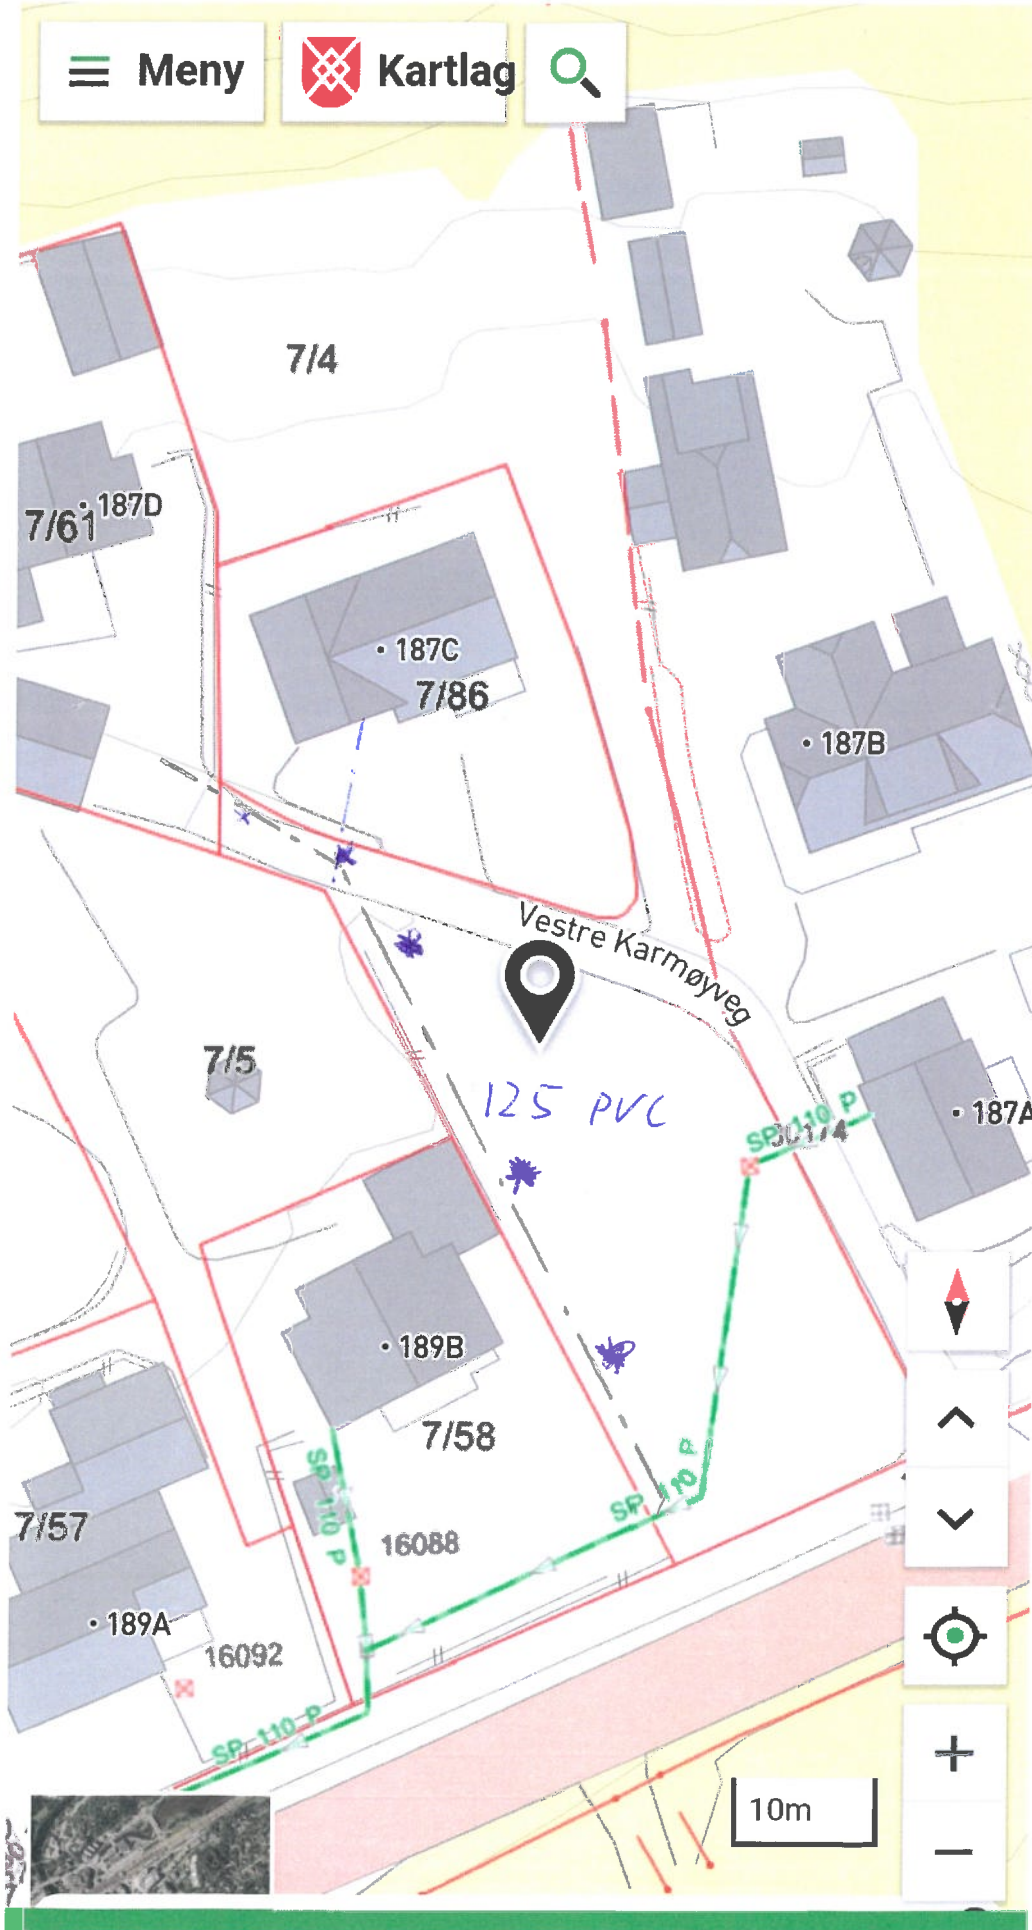 Meny
Kartlag
7/4
187D
7/61
187C
7/86
187B
Vestre Karmøyveg
7/5
125 PVC
SP 110 P
187A
189B
7/58
SP 110 P
SP 110 P
7/57
16088
189A
16092
SP 110 P
10m